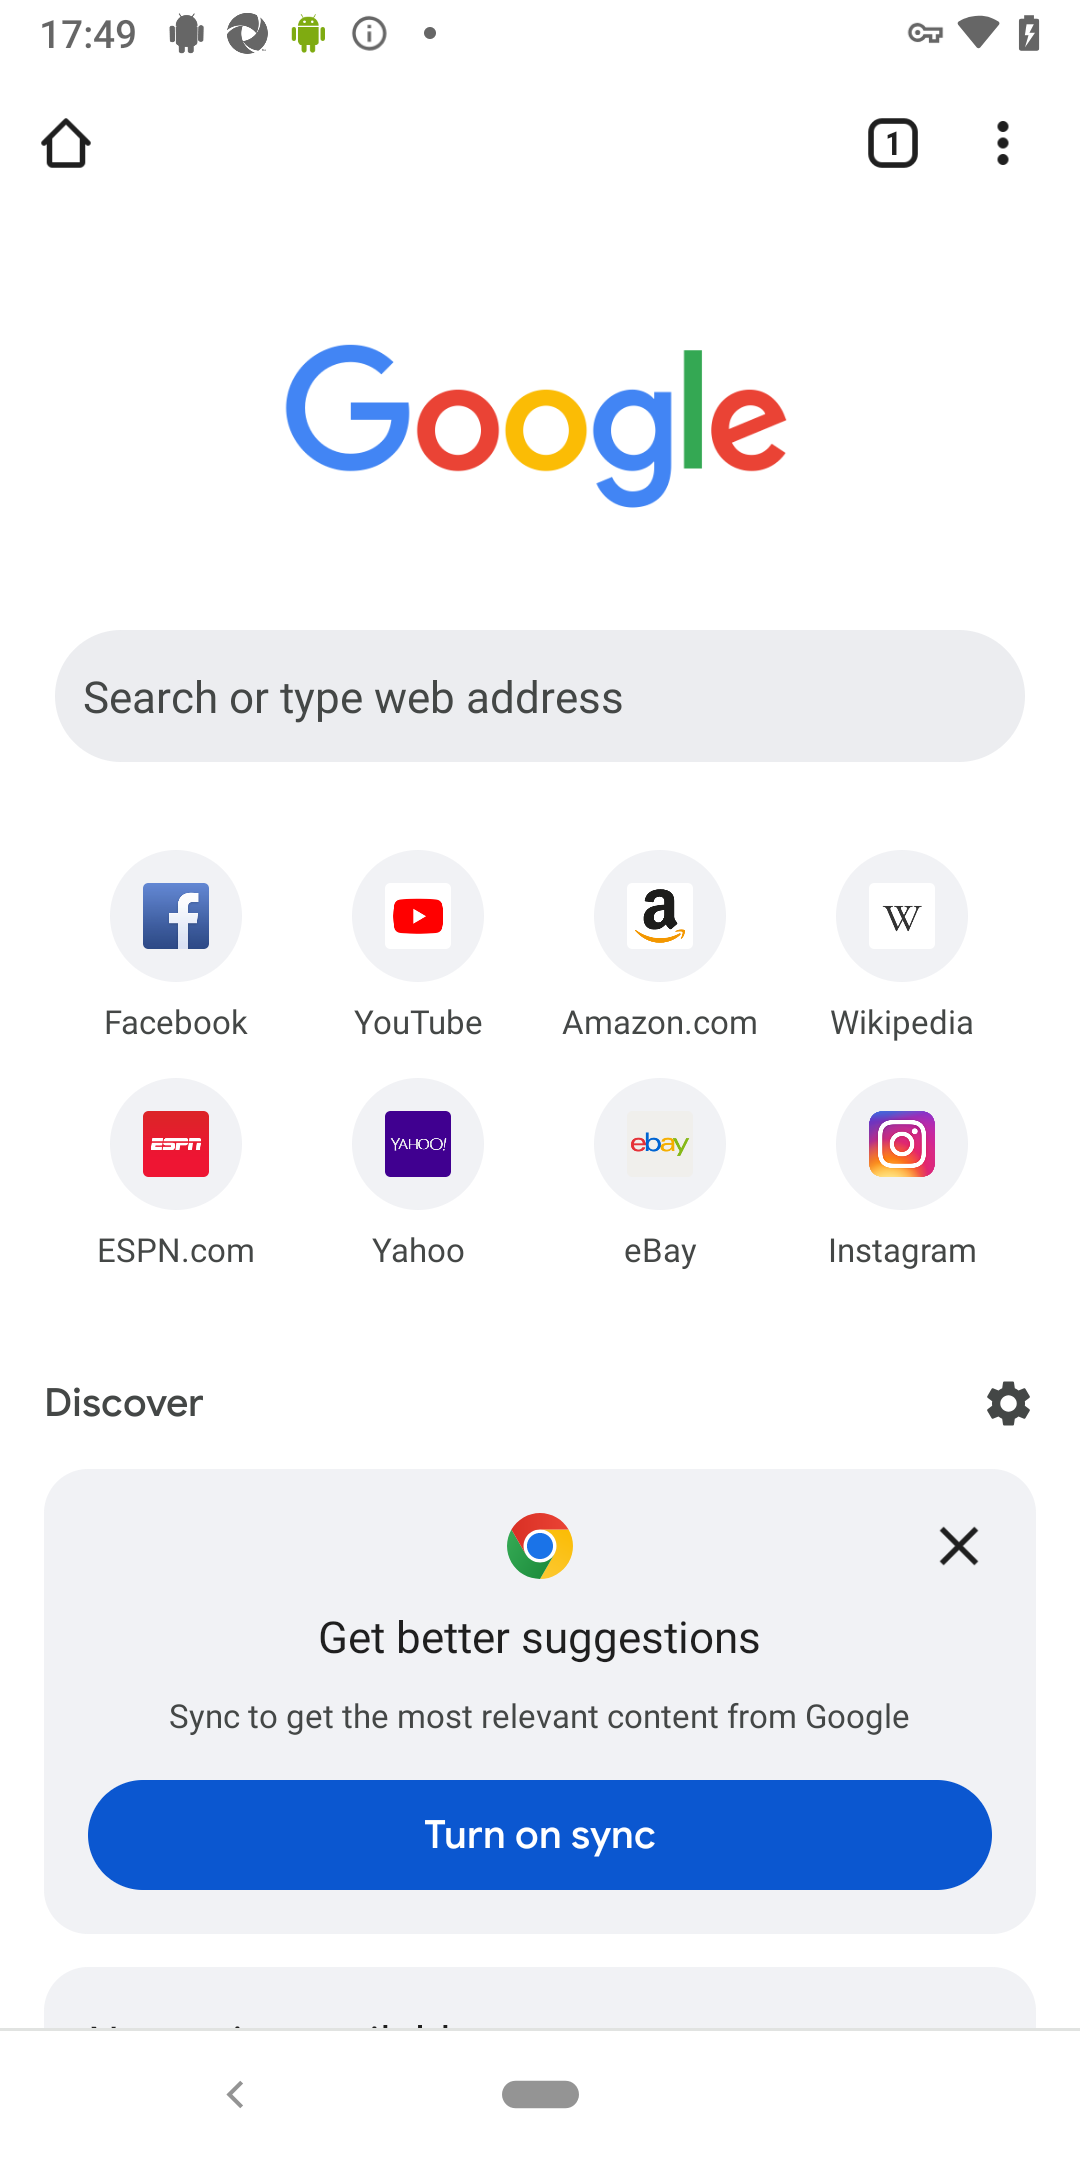 17:49
1
Google
Search or type web address
Facebook
YouTube
Amazon.com
Wikipedia
ESPN
YAHOO!
ebay
ESPN.com
Yahoo
eBay
Instagram
Discover
Get better suggestions
Sync to get the most relevant content from Google
Turn on sync